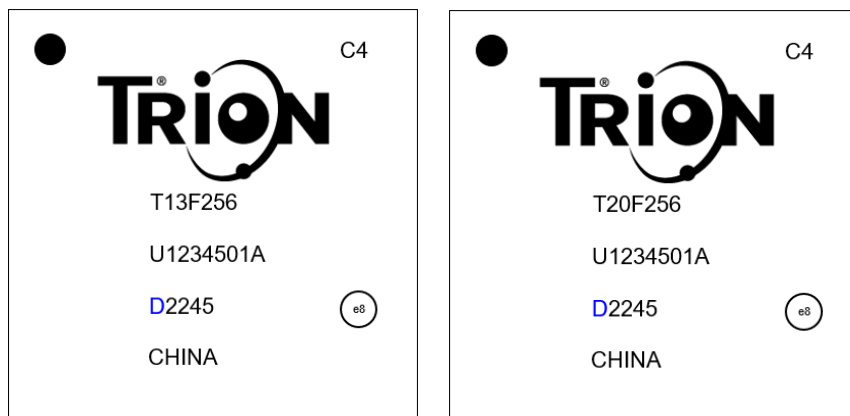 C4
TRION®
T13F256
U1234501A
D2245
e8
CHINA
C4
TRION®
T20F256
U1234501A
D2245
e8
CHINA